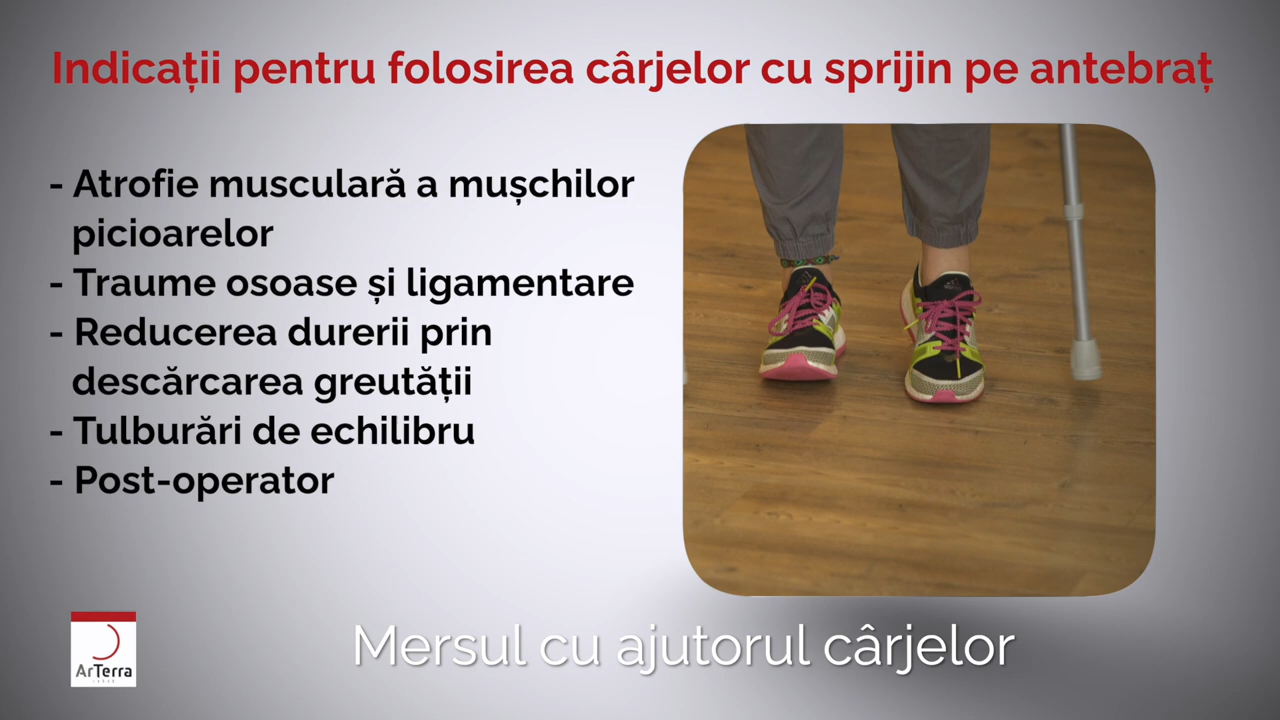 Indicații pentru folosirea cârjelor cu sprijin pe antebraț
- Atrofie musculară a mușchilor
picioarelor
- Traume osoase și ligamentare
- Reducerea durerii prin
descărcarea greutății
- Tulburări de echilibru
- Post-operator
Mersul cu ajutorul cârjelor
ArTerra